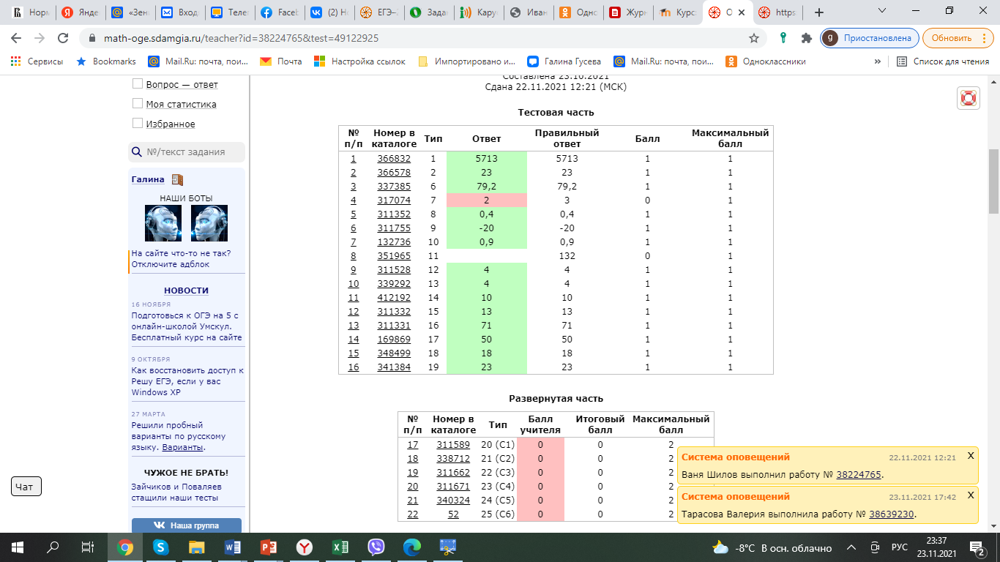 Норм
Янде
«Зен
Вход
Теле
Facel
(2) Н
ЕГЭ–
Зада
Кару
Иван
Одно
Журн
Курс
О
https
math-oge.sdamgia.ru/teacher?id=38224765&test=49122925
g Приостановлена
Обновить
Сервисы
Bookmarks
Mail.Ru: почта, пои...
Почта
Настройка ссылок
Импортировано и...
Галина Гусева
Mail.Ru: почта, пои...
Одноклассники
»
Список для чтения
Вопрос — ответ
Моя статистика
Избранное
№/текст задания
Галина
НАШИ БОТЫ
На сайте что-то не так?
Отключите адблок
НОВОСТИ
16 НОЯБРЯ
Подготовься к ОГЭ на 5 с
онлайн-школой Умскул.
Бесплатный курс на сайте
9 ОКТЯБРЯ
Как восстановить доступ к
Решу ЕГЭ, если у вас
Windows XP
27 МАРТА
Решили пробный
варианты по русскому
языку. Варианты.
ЧУЖОЕ НЕ БРАТЬ!
Зайчиков и Поваляев
стащили наши тесты
Наша группа
Чат
Составлена 23.10.2021
Сдана 22.11.2021 12:21 (МСК)
Тестовая часть
№ п/п Номер в каталоге Тип Ответ Правильный ответ Балл Максимальный балл
1 366832 1 5713 5713 1 1
2 366578 2 23 23 1 1
3 337385 6 79,2 79,2 1 1
4 317074 7 2 3 0 1
5 311352 8 0,4 0,4 1 1
6 311755 9 -20 -20 1 1
7 132736 10 0,9 0,9 1 1
8 351965 11 132 0 1
9 311528 12 4 4 1 1
10 339292 13 4 4 1 1
11 412192 14 10 10 1 1
12 311332 15 13 13 1 1
13 311331 16 71 71 1 1
14 169869 17 50 50 1 1
15 348499 18 18 18 1 1
16 341384 19 23 23 1 1
Развернутая часть
№ п/п Номер в каталоге Тип Балл учителя Итоговый балл Максимальный балл
17 311589 20 (C1) 0 0 2
18 338712 21 (C2) 0 0 2
19 311662 22 (C3) 0 0 2
20 311671 23 (C4) 0 0 2
21 340324 24 (C5) 0 0 2
22 52 25 (C6) 0 0 2
Система оповещений 22.11.2021 12:21 X
Ваня Шилов выполнил работу № 38224765.
Система оповещений 23.11.2021 17:42 X
Тарасова Валерия выполнила работу № 38639230.
-8°C В осн. облачно
РУС
23:37
23.11.2021
2